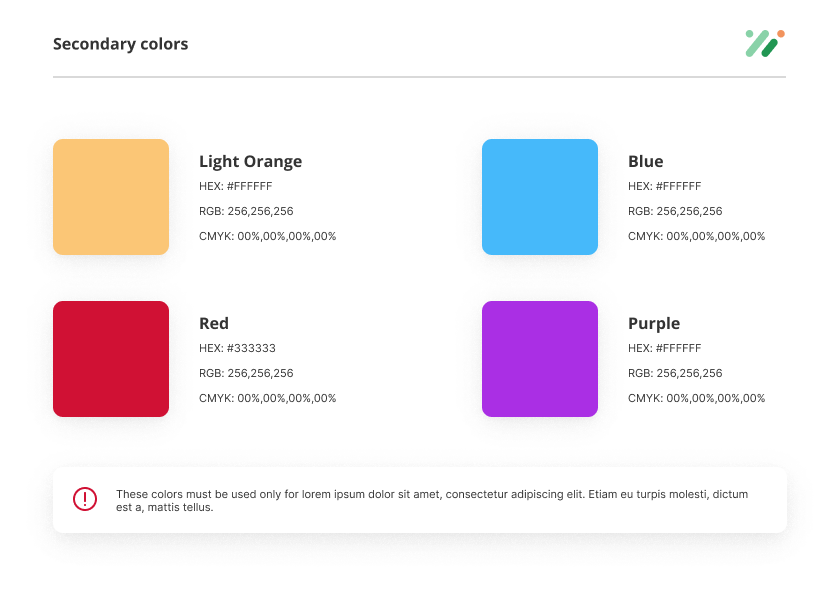 Secondary colors
Light Orange
HEX: #FFFFFF
RGB: 256,256,256
CMYK: 00%,00%,00%,00%
Blue
HEX: #FFFFFF
RGB: 256,256,256
CMYK: 00%,00%,00%,00%
Red
HEX: #333333
RGB: 256,256,256
CMYK: 00%,00%,00%,00%
Purple
HEX: #FFFFFF
RGB: 256,256,256
CMYK: 00%,00%,00%,00%
These colors must be used only for lorem ipsum dolor sit amet, consectetur adipiscing elit. Etiam eu turpis molesti, dictum
est a, mattis tellus.